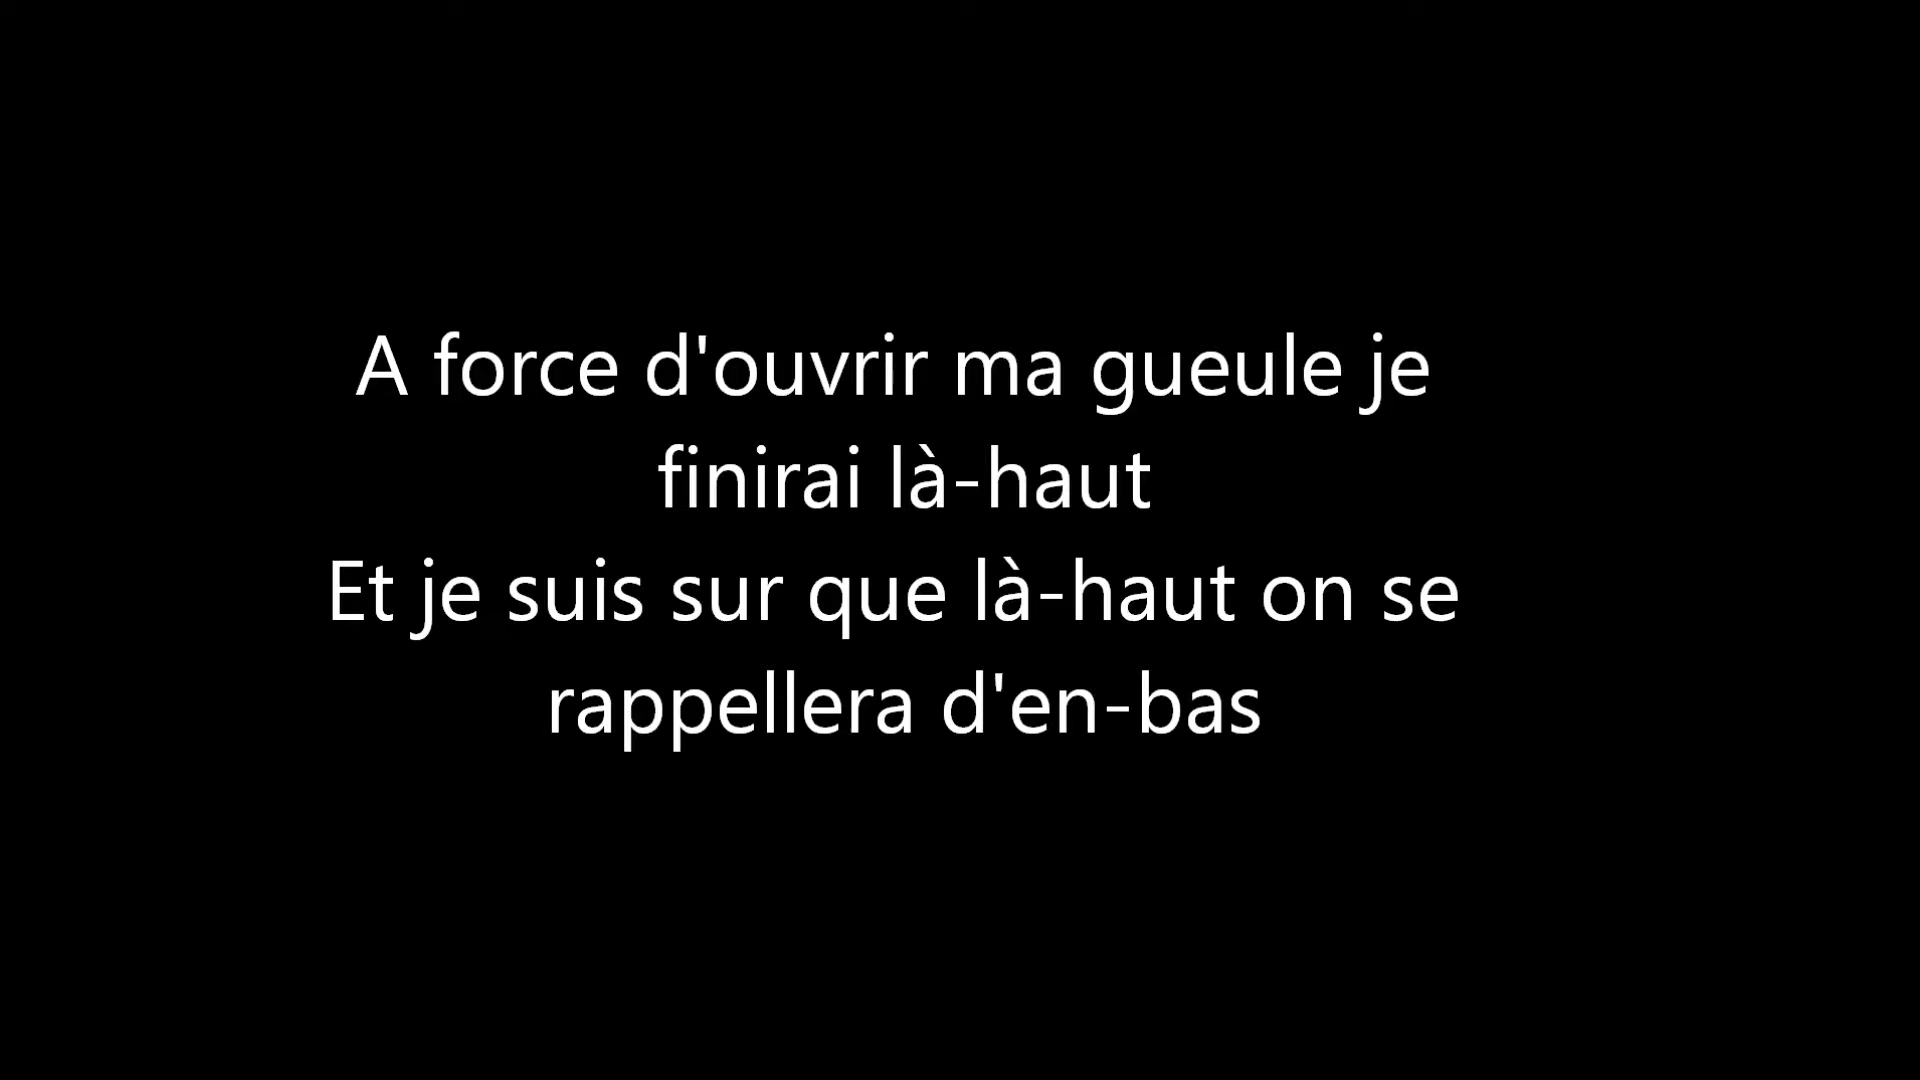 A force d'ouvrir ma gueule je
finirai là-haut
Et je suis sur que là-haut on se
rappellera d'en-bas